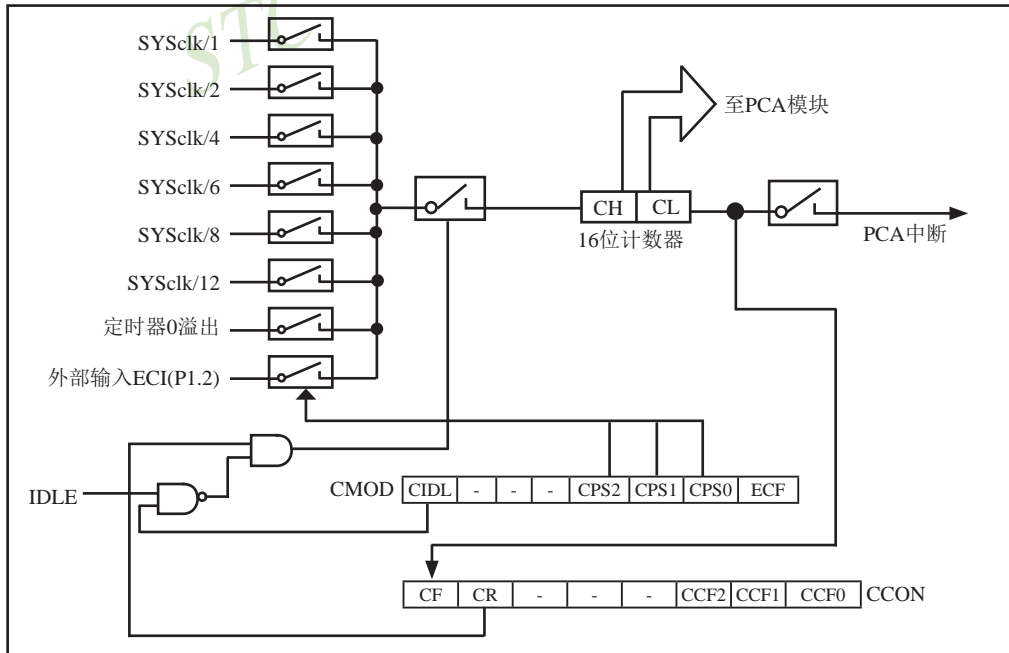 STC
SYSclk/1
SYSclk/2
SYSclk/4
SYSclk/6
SYSclk/8
SYSclk/12
定时器0溢出
外部输入ECI(P1.2)
至PCA模块
CH CL
16位计数器
PCA中断
IDLE
CMOD CIDL - - - CPS2 CPS1 CPS0 ECF
CF CR - - - CCF2 CCF1 CCF0 CCON